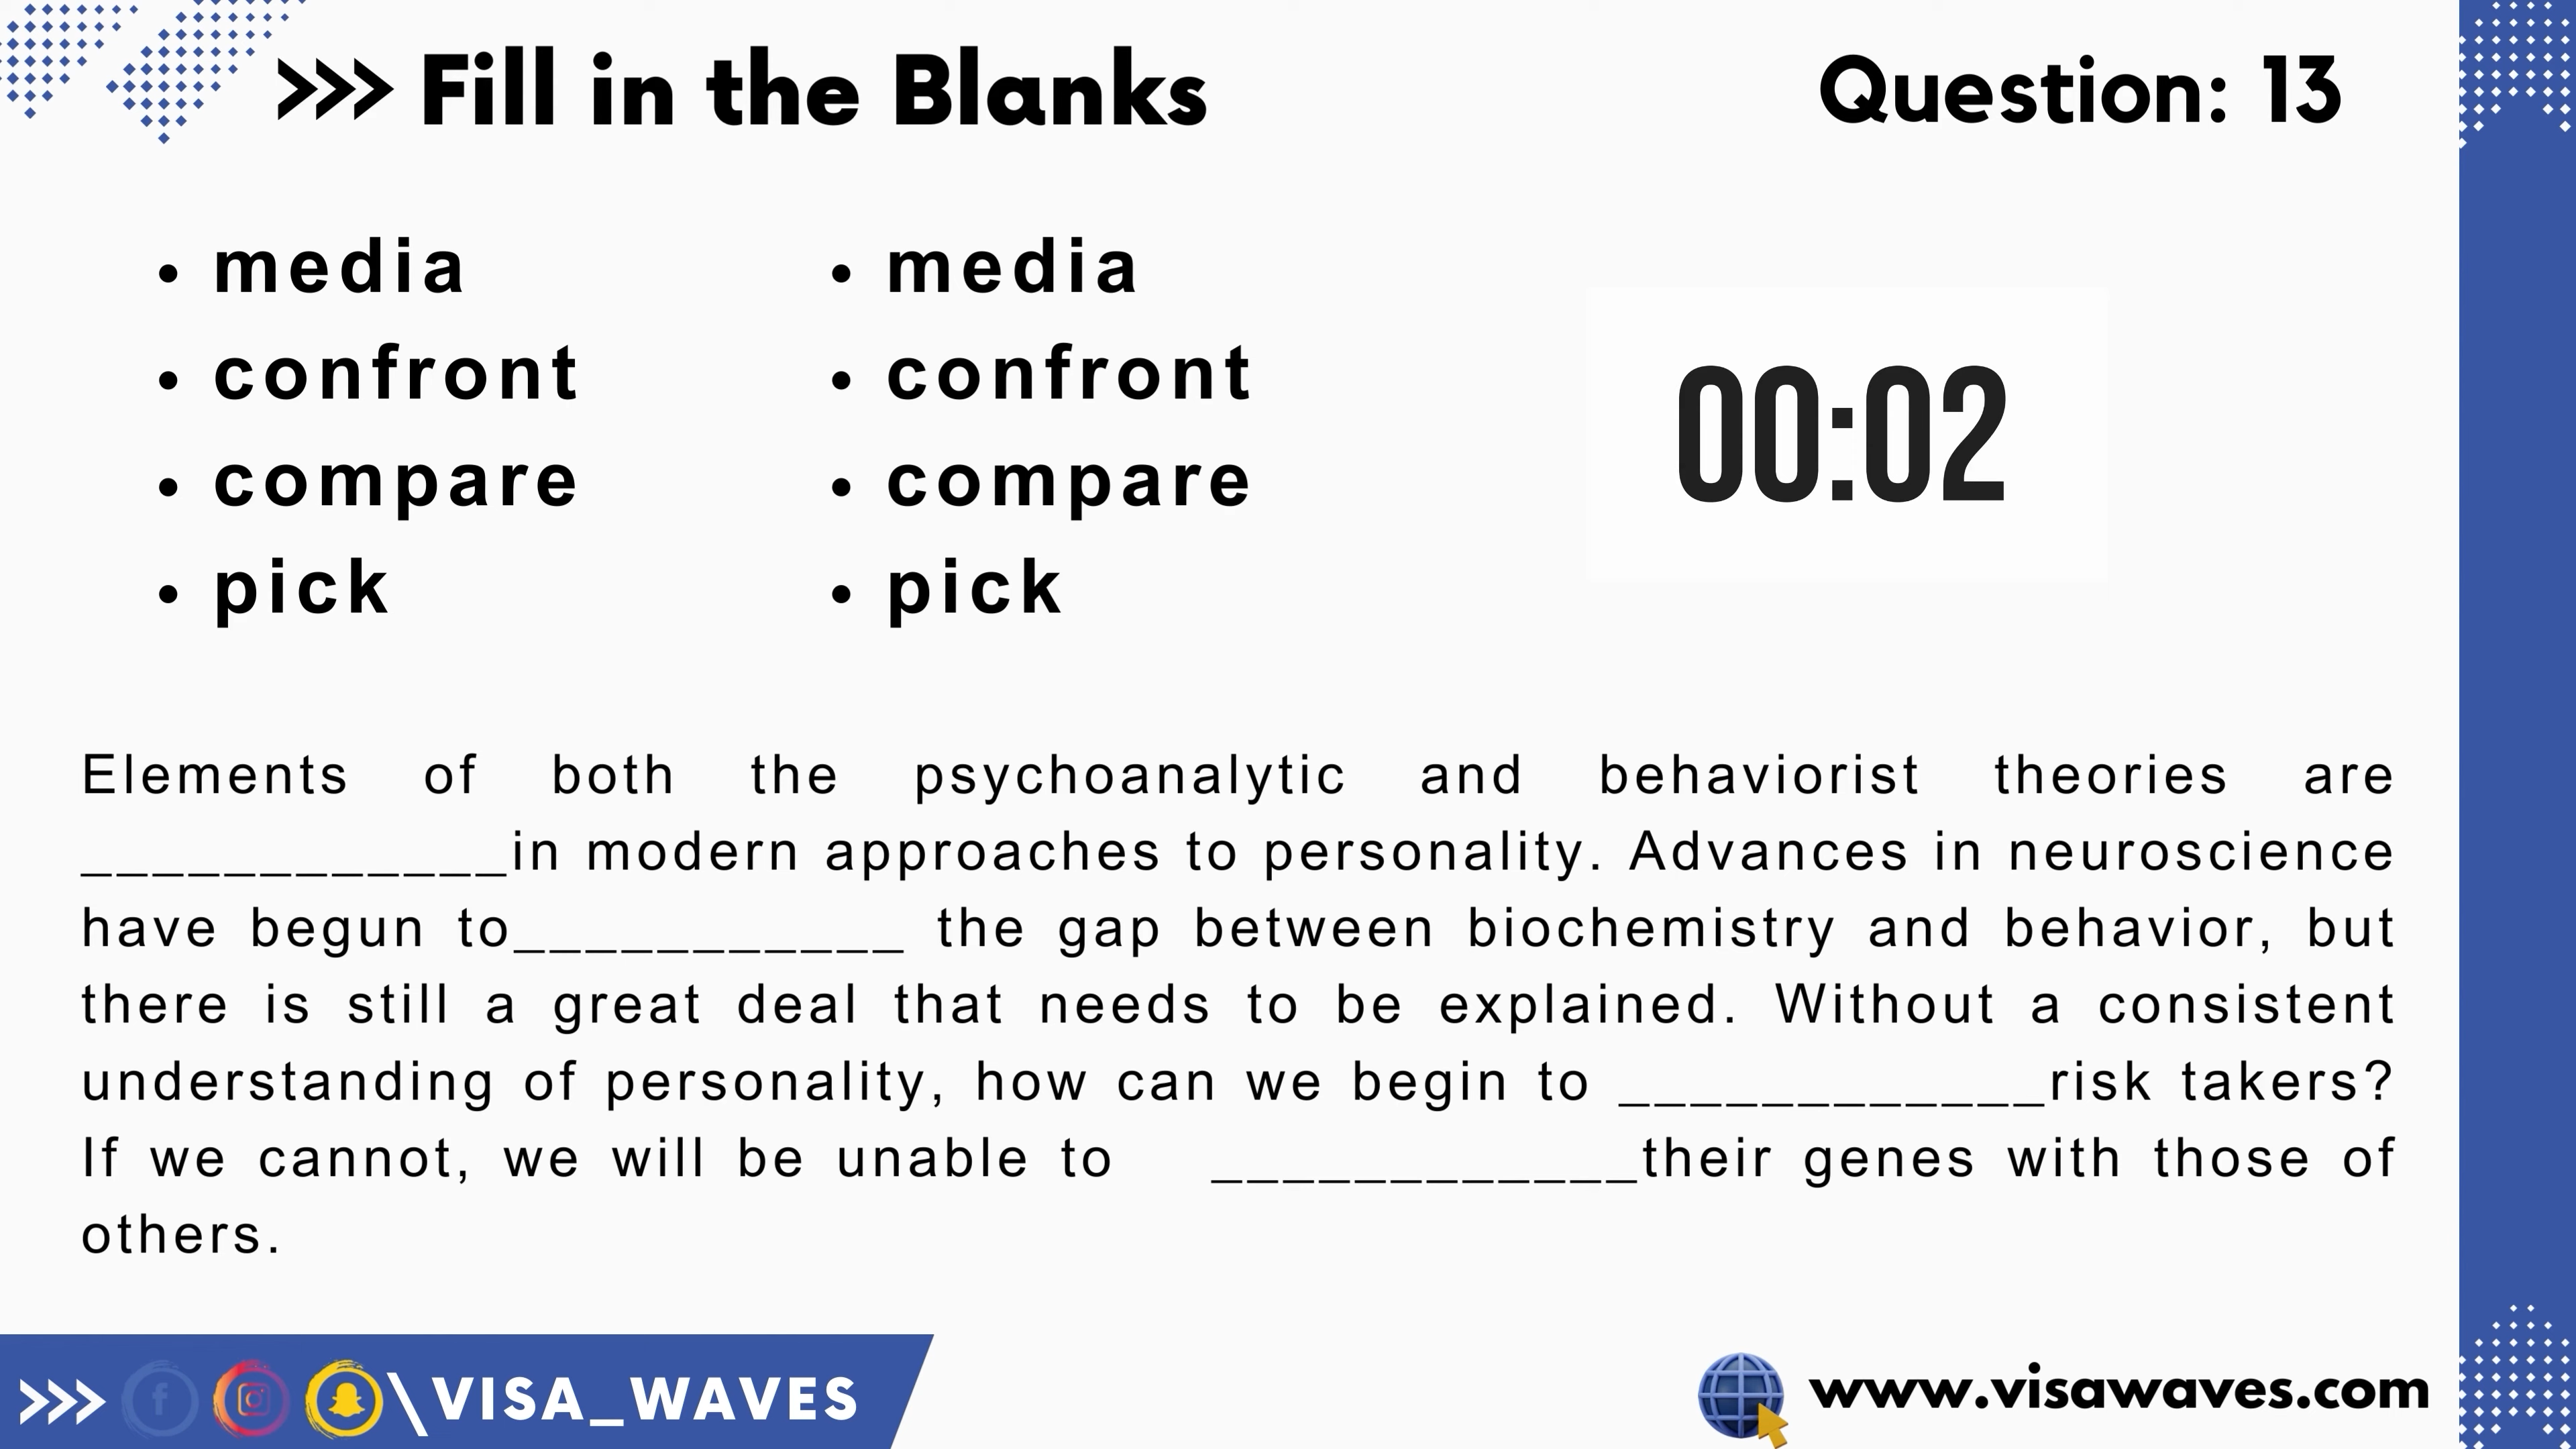 >>> Fill in the Blanks
Question: 13
• media
• confront
• compare
• pick
• media
• confront
• compare
• pick
00:02
Elements of both the psychoanalytic and behaviorist theories are
____________in modern approaches to personality. Advances in neuroscience
have begun to___________ the gap between biochemistry and behavior, but
there is still a great deal that needs to be explained. Without a consistent
understanding of personality, how can we begin to ____________risk takers?
If we cannot, we will be unable to ____________their genes with those of
others.
>>> \VISA_WAVES
www.visawaves.com